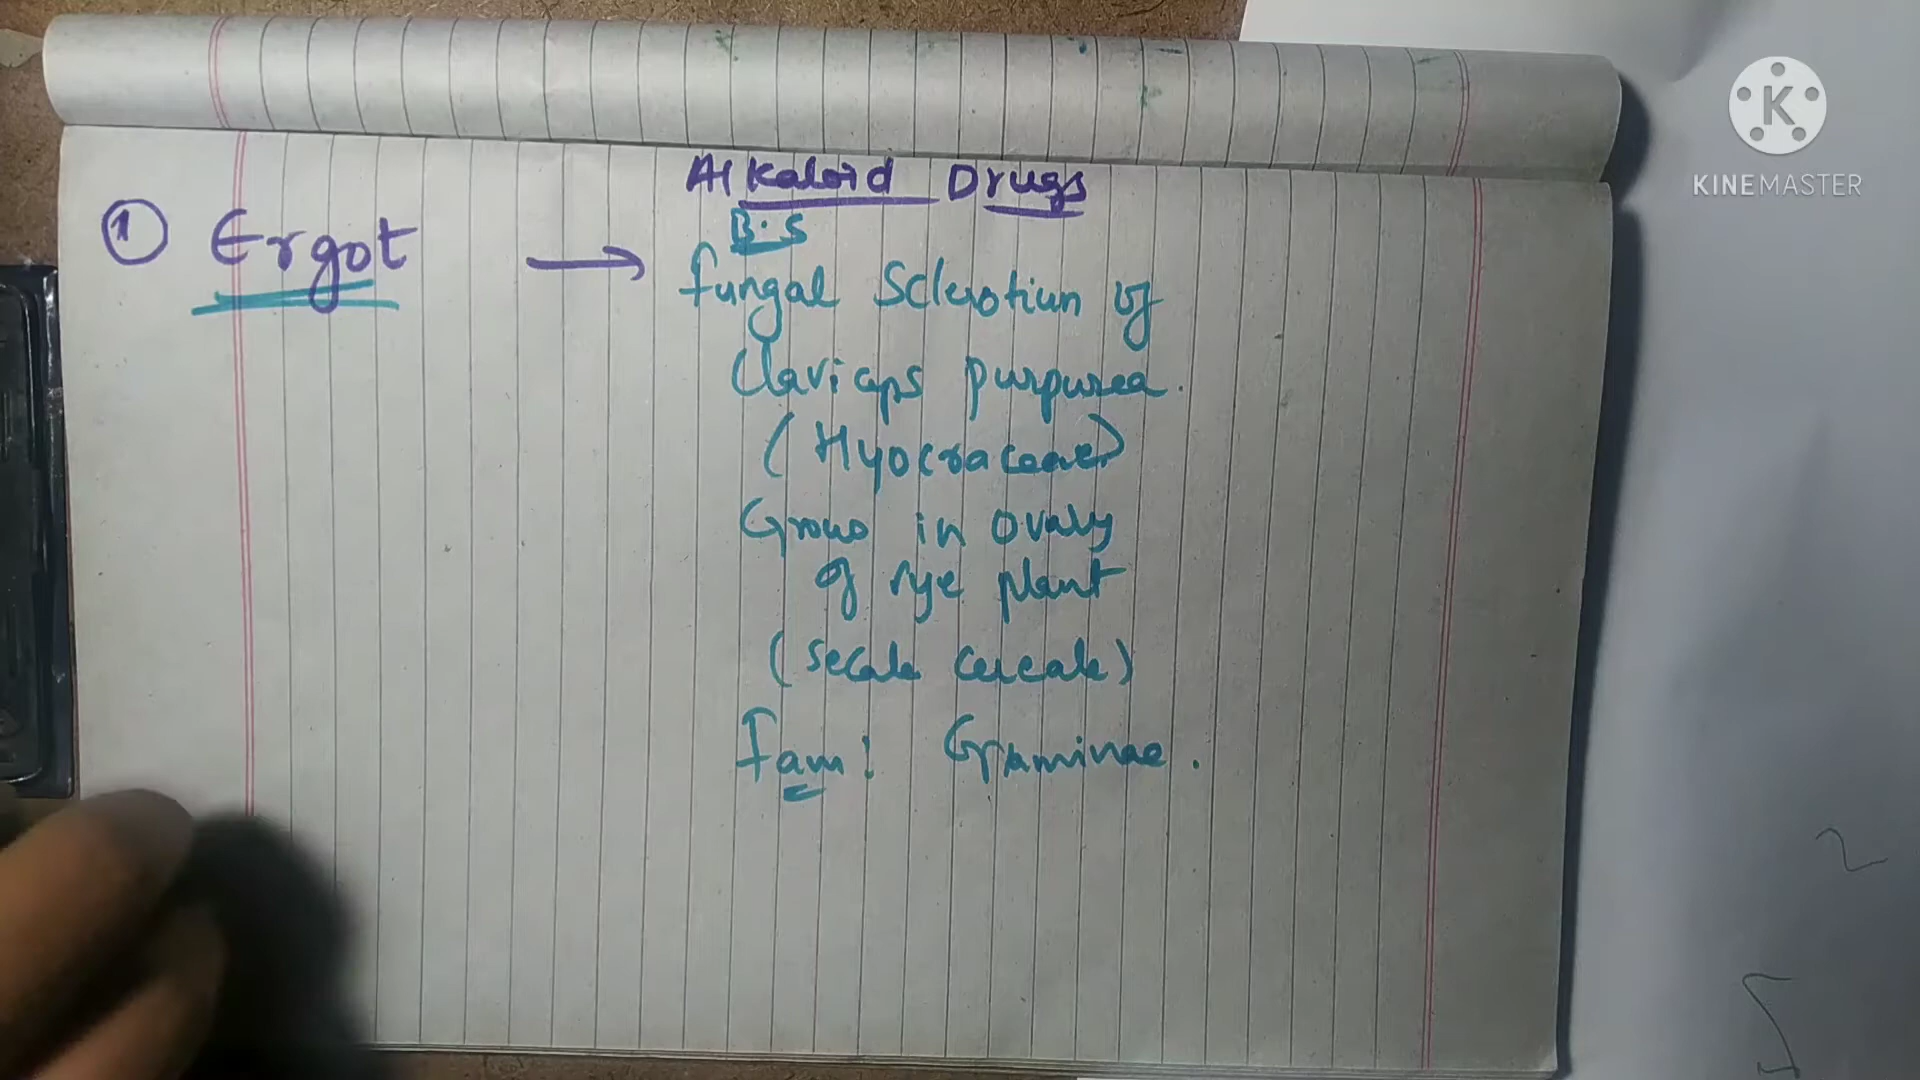 Alkaloid Drugs
① Ergot →
B.S
fungal Sclerotium of
Claviceps purpurea.
(Hyocraceae)
Grows in ovary
of rye plant
(Secale cereale)
Fam: Graminae.
K
KINEMASTER